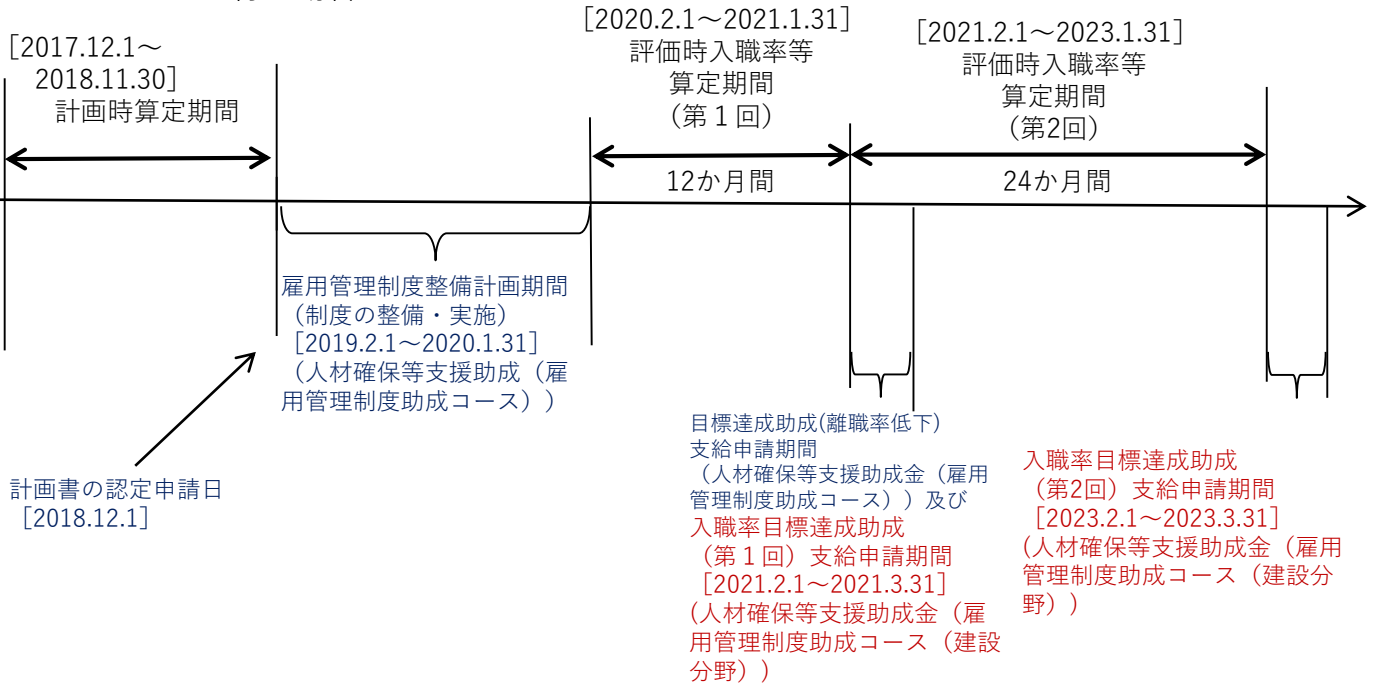 [2017.12.1~
2018.11.30]
計画時算定期間
[2020.2.1~2021.1.31]
評価時入職率等
算定期間
(第１回)
[2021.2.1~2023.1.31]
評価時入職率等
算定期間
(第2回)
12か月間
24か月間
雇用管理制度整備計画期間
（制度の整備・実施）
[2019.2.1~2020.1.31]
（人材確保等支援助成（雇
用管理制度助成コース））
計画書の認定申請日
[2018.12.1]
目標達成助成(離職率低下)
支給申請期間
（人材確保等支援助成金（雇用
管理制度助成コース））及び
入職率目標達成助成
（第１回）支給申請期間
[2021.2.1~2021.3.31]
(人材確保等支援助成金（雇
用管理制度助成コース（建設
分野））
入職率目標達成助成
（第2回）支給申請期間
[2023.2.1~2023.3.31]
(人材確保等支援助成金（雇用
管理制度助成コース（建設分
野））